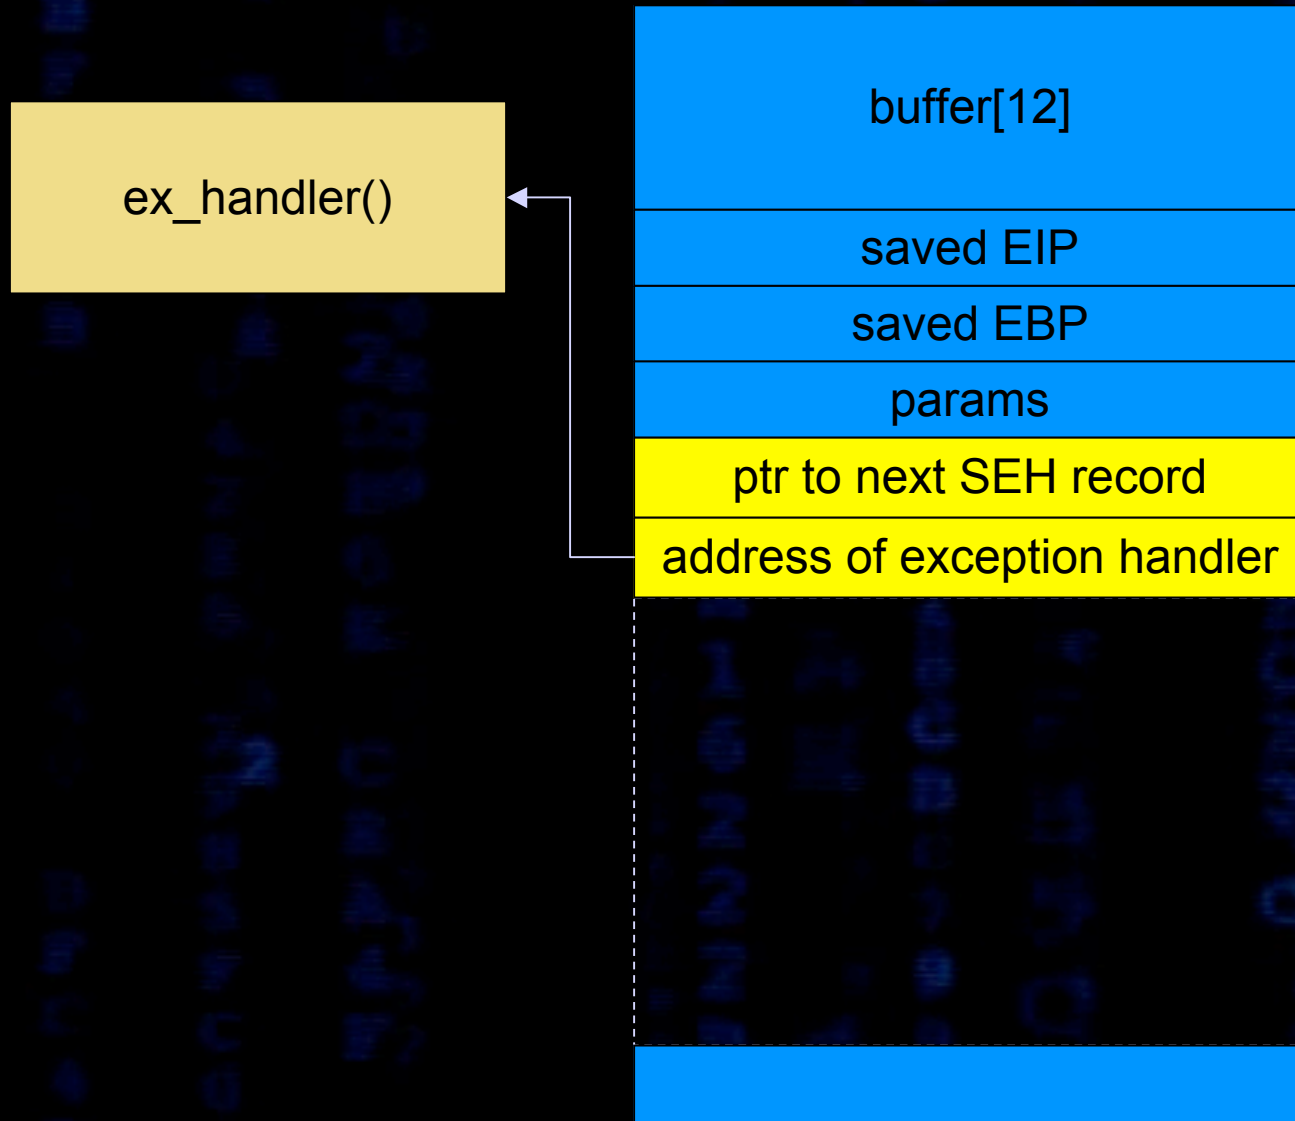 buffer[12]
ex_handler()
saved EIP
saved EBP
params
ptr to next SEH record
address of exception handler